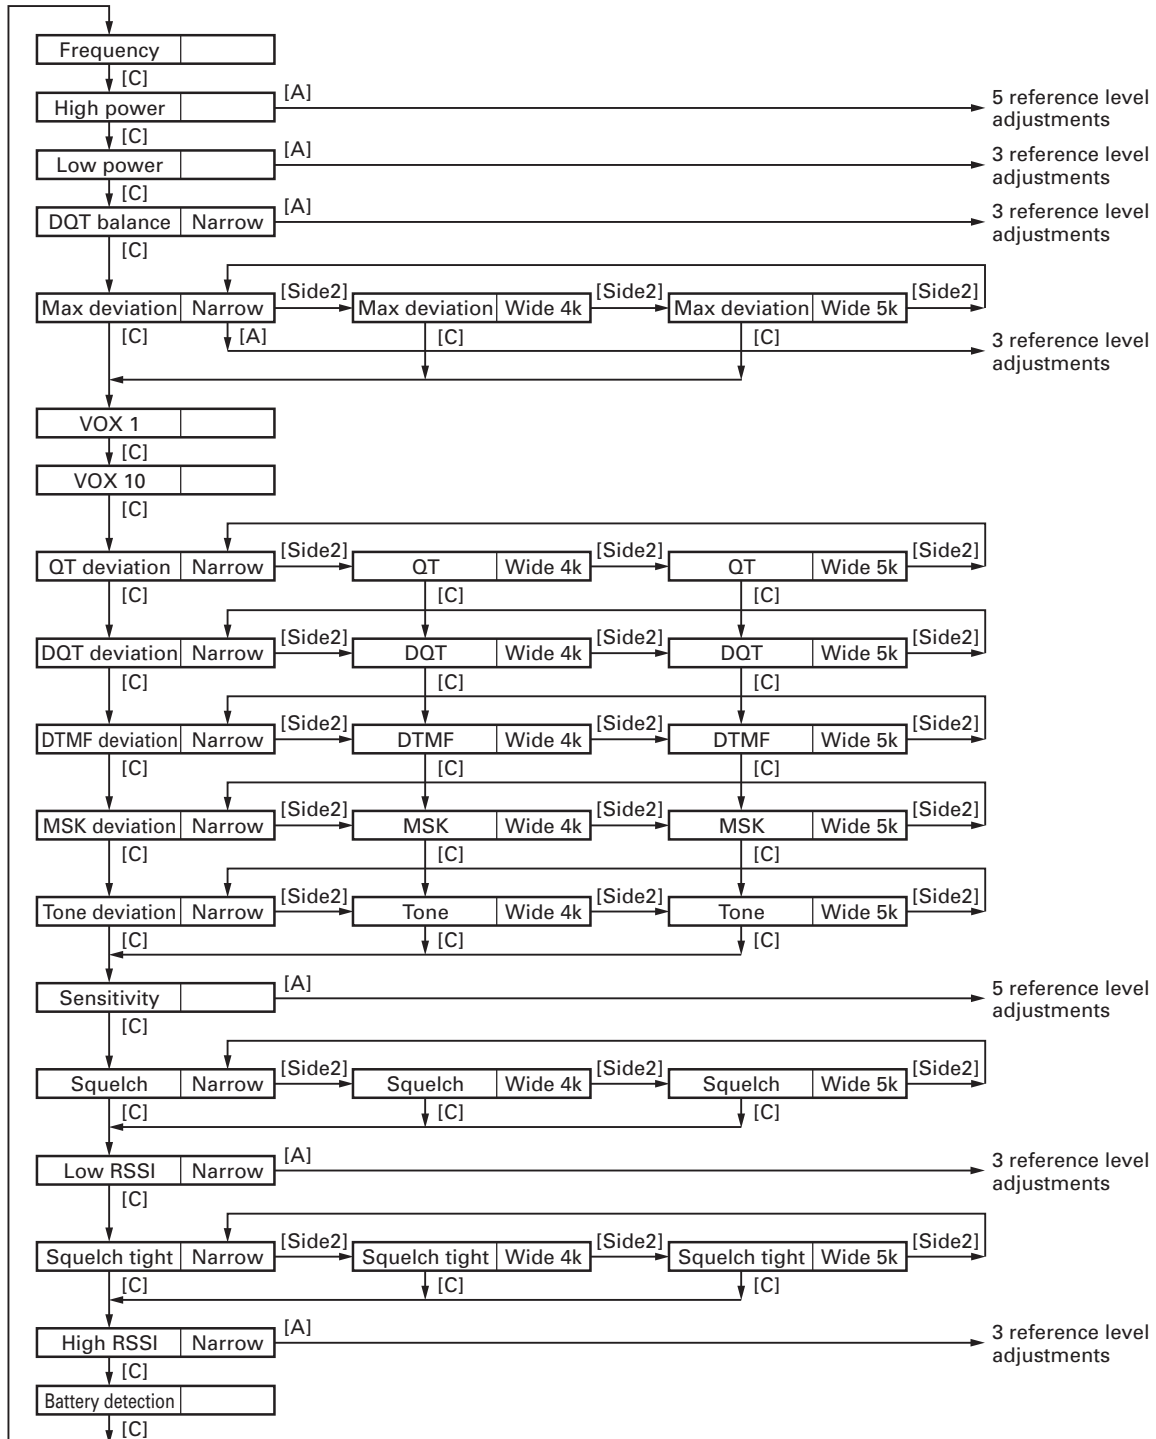 Frequency
[C]
High power [A] 5 reference level
adjustments
[C]
Low power [A] 3 reference level
adjustments
[C]
DQT balance Narrow [A] 3 reference level
adjustments
[C]
Max deviation Narrow [Side2] Max deviation Wide 4k [Side2] Max deviation Wide 5k [Side2]
[C] [A] [C] [C] 3 reference level
adjustments
VOX 1
[C]
VOX 10
[C]
QT deviation Narrow [Side2] QT Wide 4k [Side2] QT Wide 5k [Side2]
[C] [C] [C]
DQT deviation Narrow [Side2] DQT Wide 4k [Side2] DQT Wide 5k [Side2]
[C] [C] [C]
DTMF deviation Narrow [Side2] DTMF Wide 4k [Side2] DTMF Wide 5k [Side2]
[C] [C] [C]
MSK deviation Narrow [Side2] MSK Wide 4k [Side2] MSK Wide 5k [Side2]
[C] [C] [C]
Tone deviation Narrow [Side2] Tone Wide 4k [Side2] Tone Wide 5k [Side2]
[C] [C] [C]
Sensitivity [A] 5 reference level
adjustments
[C]
Squelch Narrow [Side2] Squelch Wide 4k [Side2] Squelch Wide 5k [Side2]
[C] [C] [C]
Low RSSI Narrow [A] 3 reference level
adjustments
[C]
Squelch tight Narrow [Side2] Squelch tight Wide 4k [Side2] Squelch tight Wide 5k [Side2]
[C] [C] [C]
High RSSI Narrow [A] 3 reference level
adjustments
[C]
Battery detection
[C]